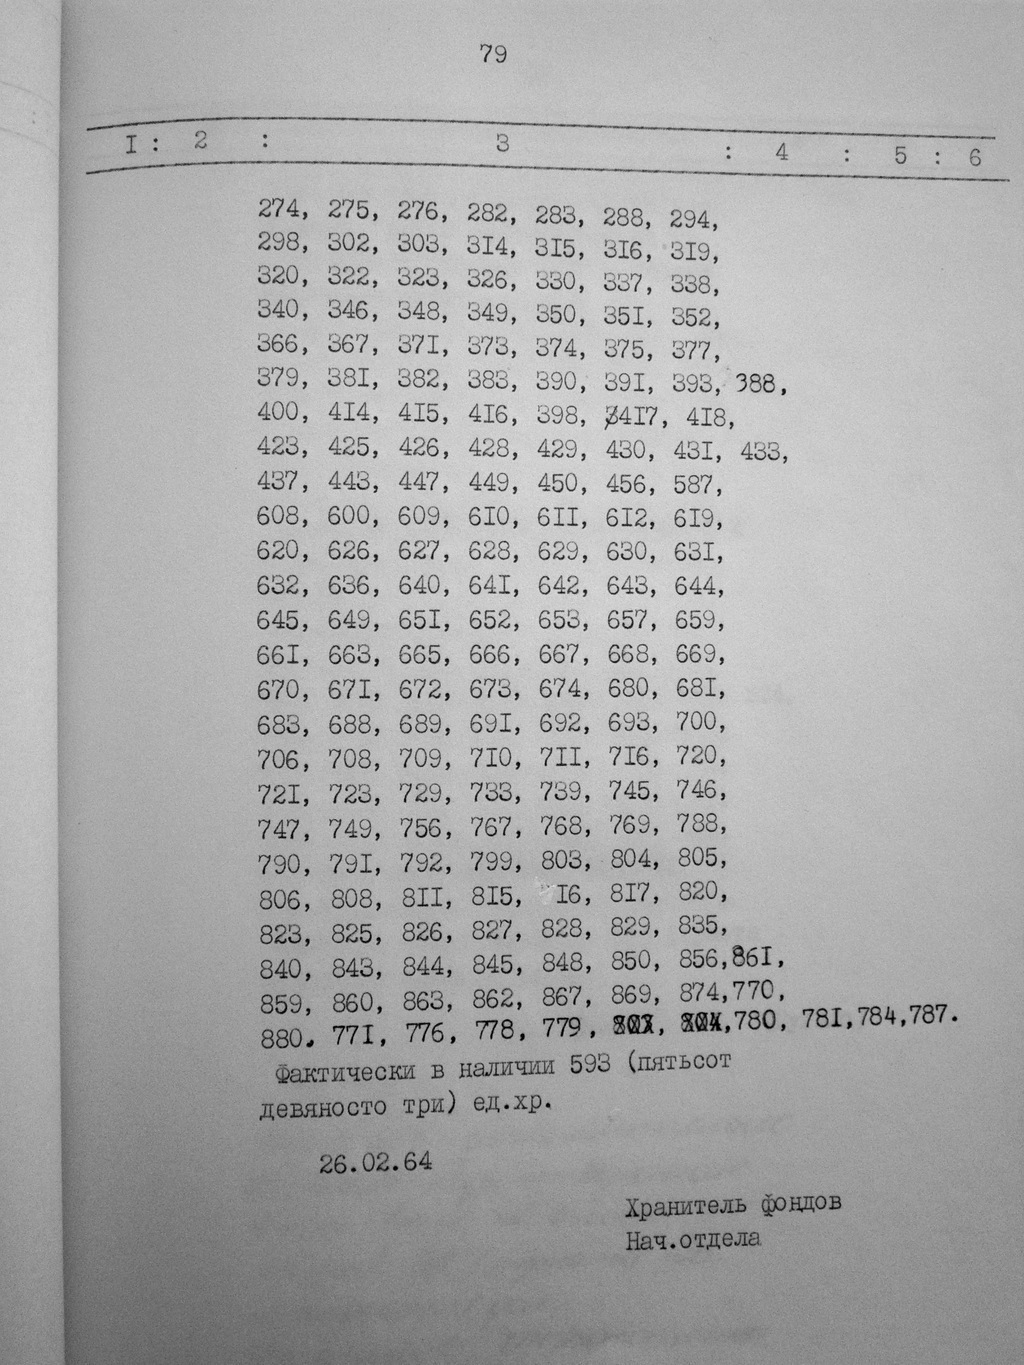 79
I : 2 : 3 : 4 : 5 : 6
274, 275, 276, 282, 283, 288, 294,
298, 302, 303, 3I4, 3I5, 3I6, 3I9,
320, 322, 323, 326, 330, 337, 338,
340, 346, 348, 349, 350, 35I, 352,
366, 367, 37I, 373, 374, 375, 377,
379, 38I, 382, 383, 390, 39I, 393, 388,
400, 4I4, 4I5, 4I6, 398, 4I7, 4I8,
423, 425, 426, 428, 429, 430, 43I, 433,
437, 443, 447, 449, 450, 456, 587,
608, 600, 609, 6I0, 6II, 6I2, 6I9,
620, 626, 627, 628, 629, 630, 63I,
632, 636, 640, 64I, 642, 643, 644,
645, 649, 65I, 652, 653, 657, 659,
66I, 663, 665, 666, 667, 668, 669,
670, 67I, 672, 673, 674, 680, 68I,
683, 688, 689, 69I, 692, 693, 700,
706, 708, 709, 7I0, 7II, 7I6, 720,
72I, 723, 729, 733, 739, 745, 746,
747, 749, 756, 767, 768, 769, 788,
790, 79I, 792, 799, 803, 804, 805,
806, 808, 8II, 8I5, I6, 8I7, 820,
823, 825, 826, 827, 828, 829, 835,
840, 843, 844, 845, 848, 850, 856,86I,
859, 860, 863, 862, 867, 869, 874,770,
880. 77I, 776, 778, 779, 780, 78I,784,787.
Фактически в наличии 593 (пятьсот
девяносто три) ед.хр.
26.02.64
Хранитель фондов
Нач.отдела